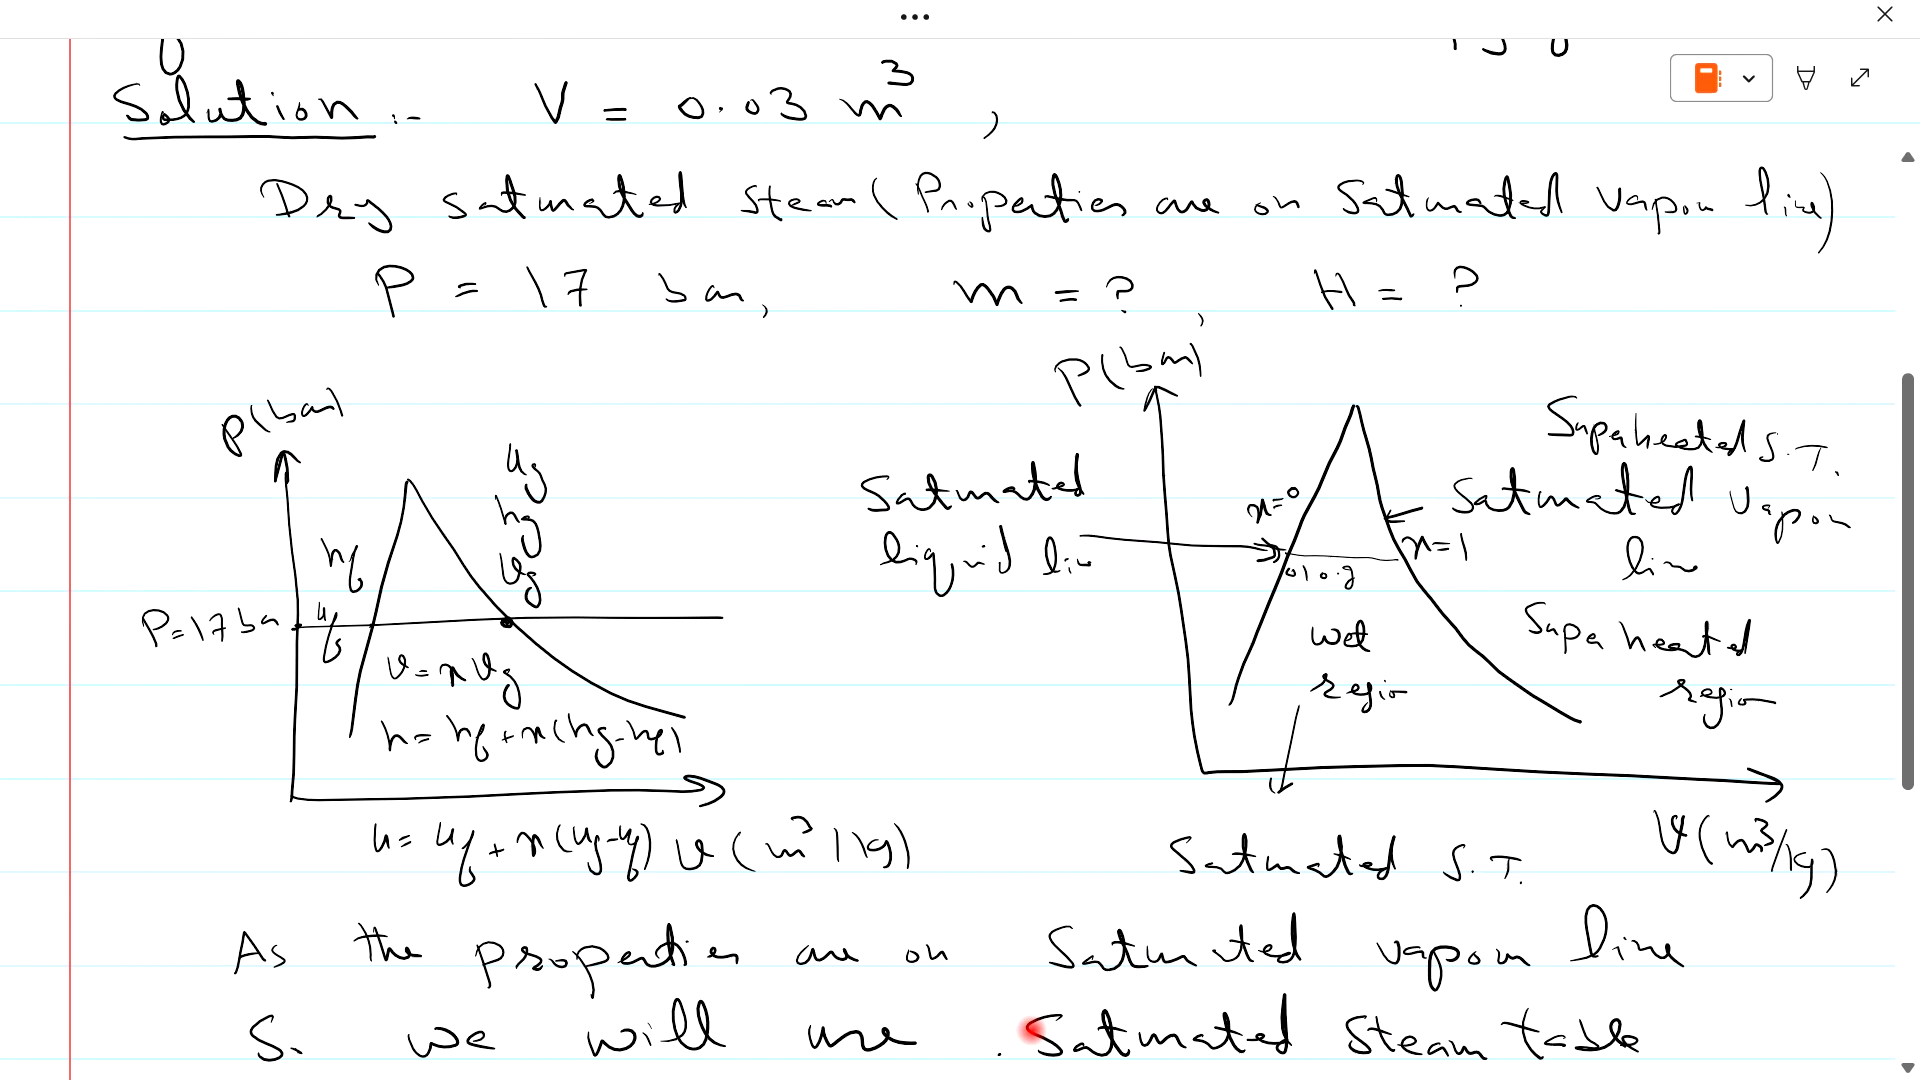 Solution :- V = 0.03 m³ ,
Dry saturated steam ( Properties are on Saturated vapour line)
P = 17 bar, m = ?, H = ?
P(bar)
ug
hg
vg
hf
uf
P=17 bar
v = x vg
h = hf + x(hg-hf)
u = uf + x(ug-uf)
v (m³/kg)
P(bar)
Superheated S.T.
Saturated vapour
line
x=0
x=1
Saturated
liquid line
wet
region
Superheated
region
Saturated S.T.
v (m³/kg)
As the properties are on Saturated vapour line
So we will use Saturated Steam table